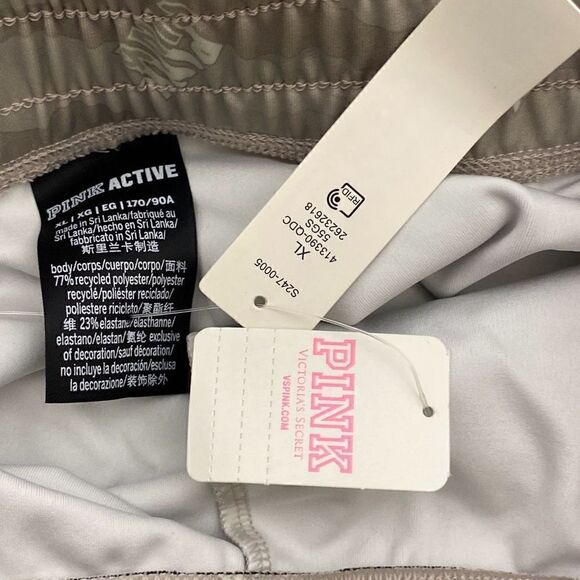 PINK ACTIVE
XL | XG | EG | 170/90A
made in Sri Lanka/fabriqué au
Sri Lanka/hecho en Sri Lanka/
fabbricato in Sri Lanka/
斯里兰卡制造
body/corps/cuerpo/corpo/面料
77% recycled polyester/polyester
recyclé/poliéster reciclado/
poliestere riciclato/聚酯纤
维 23% elastane/élasthanne/
elastano/elastan/氨纶 exclusive
of decoration/sauf décoration/
no incluye la decoración/esclusa
la decorazione/装饰除外
RFID
XL
413390-QDC
55GS
26232618
S247-0005
PINK
VICTORIA'S SECRET
VSPINK.COM